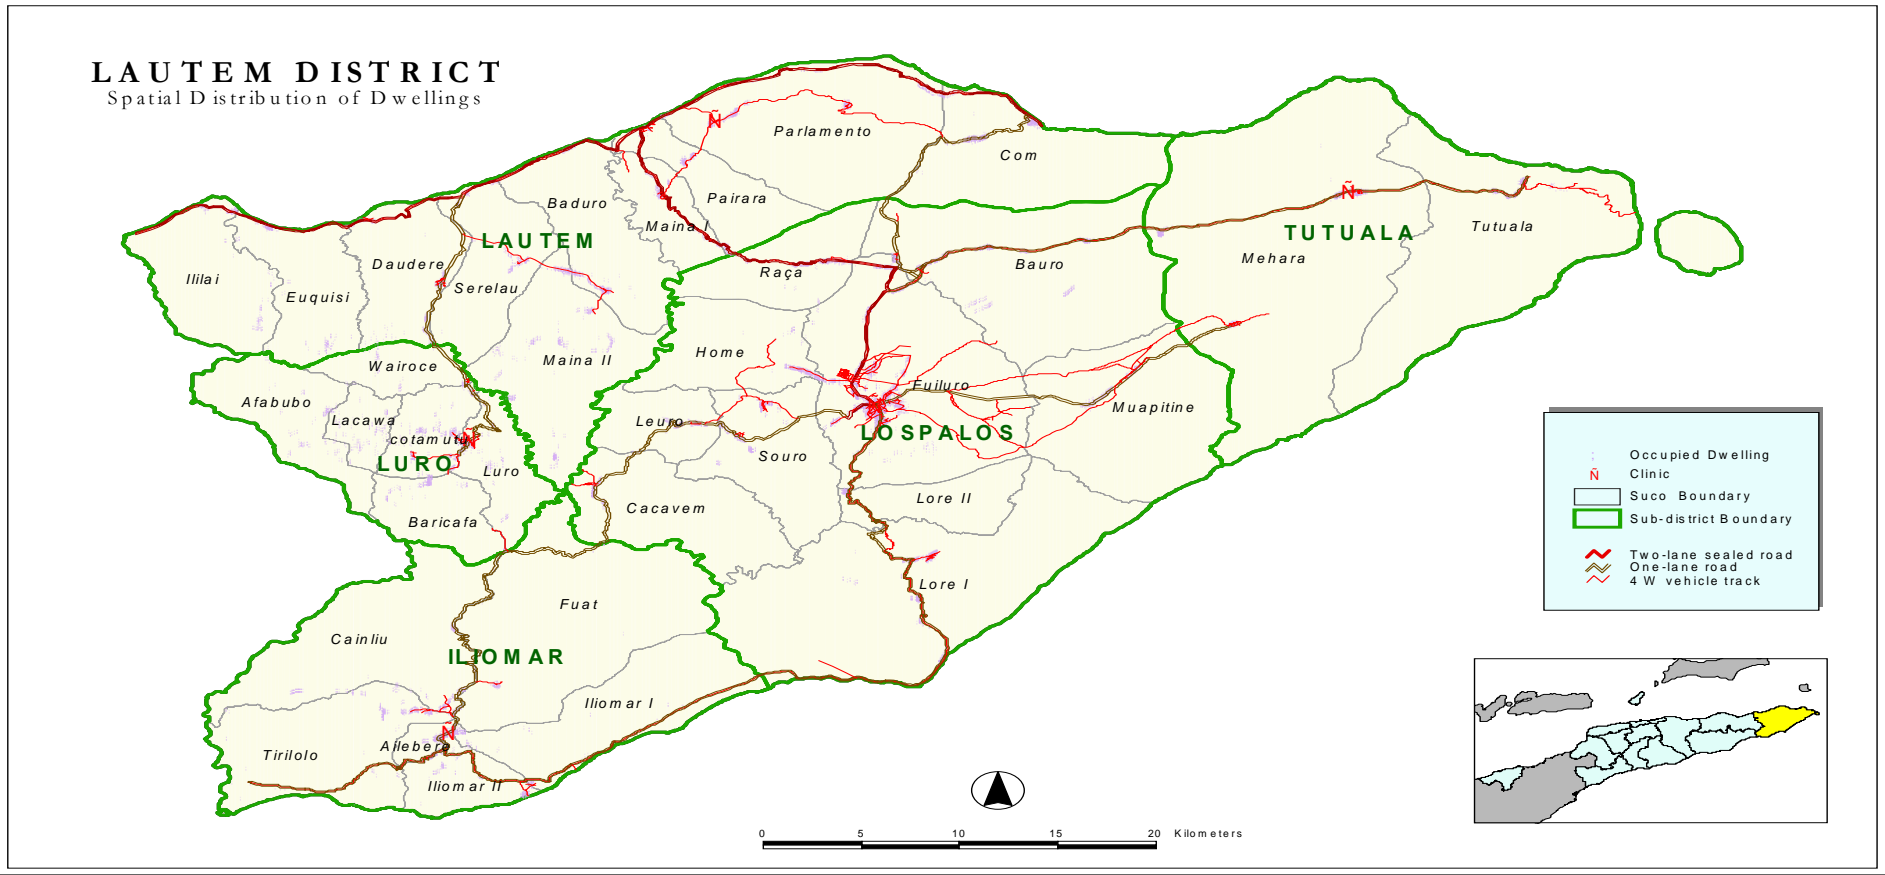 LAUTEM DISTRICT
Spatial Distribution of Dwellings
Parlamento
Com
Pairara
Baduro
Maina I
LAUTEM
TUTUALA
Tutuala
Mehara
Ililai
Daudere
Euquisi
Serelau
Raça
Bauro
Maina II
Home
Wairoce
Afabubo
Lacawa
cotamutu
LURO
Luro
Baricafa
Leuro
Fuiluro
Muapitine
LOSPALOS
Souro
Lore II
Cacavem
Lore I
Fuat
Cainliu
ILIOMAR
Iliomar I
Tirilolo
Ailebere
Iliomar II
Ñ
Ñ
Ñ
Ñ
Occupied Dwelling
Ñ Clinic
Suco Boundary
Sub-district Boundary
Two-lane sealed road
One-lane road
4 W vehicle track
0 5 10 15 20 Kilometers